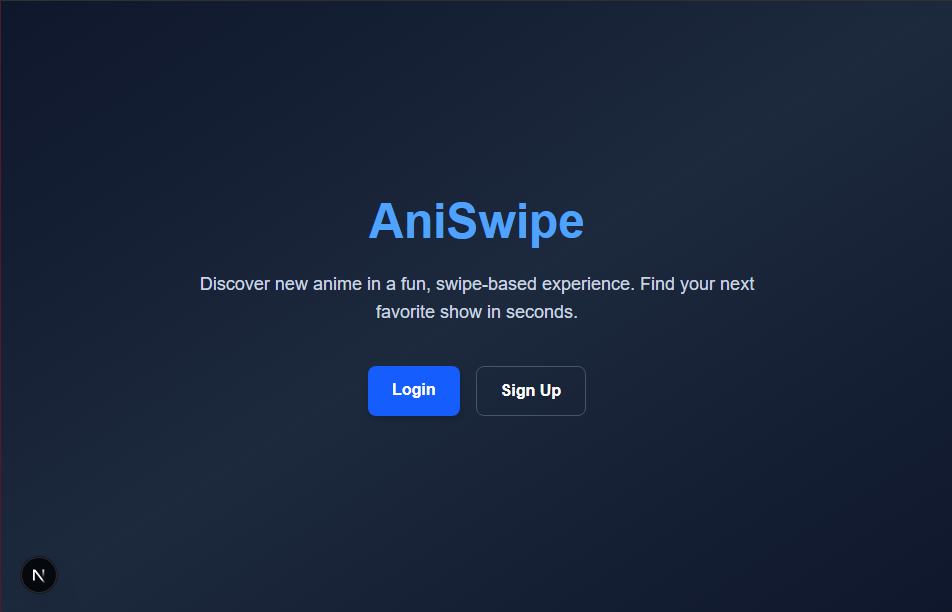 AniSwipe
Discover new anime in a fun, swipe-based experience. Find your next
favorite show in seconds.
Login
Sign Up
N